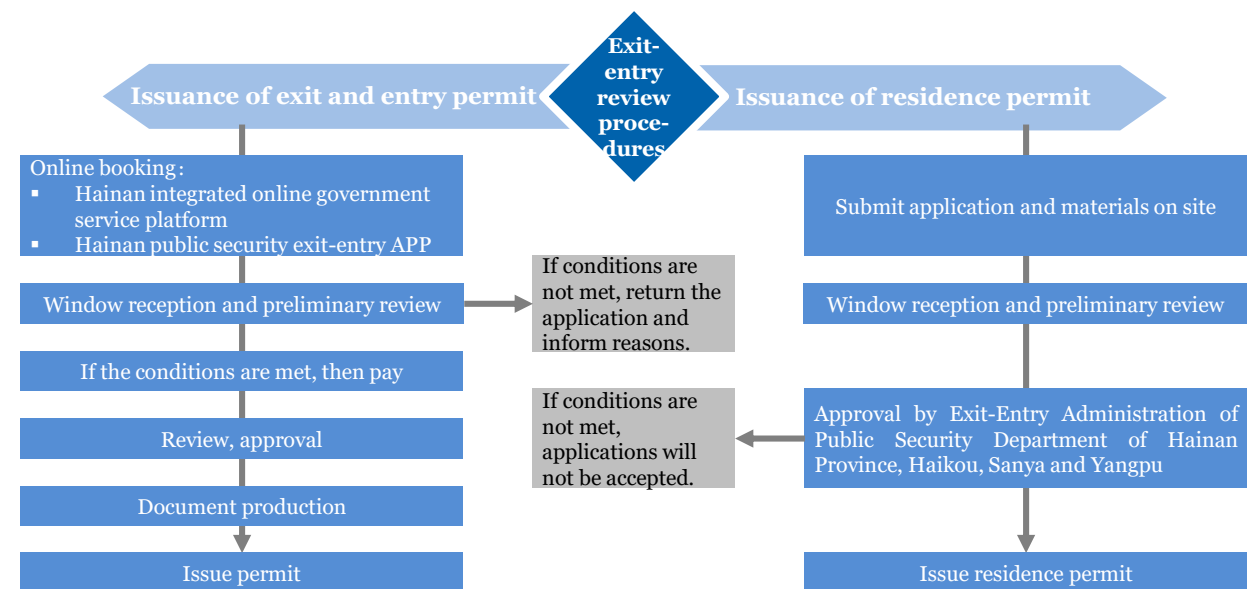 Exit-
entry
review
proce-
dures
Issuance of exit and entry permit
Issuance of residence permit
Online booking：
▪ Hainan integrated online government
service platform
▪ Hainan public security exit-entry APP
Window reception and preliminary review
If the conditions are met, then pay
Review, approval
Document production
Issue permit
If conditions are
not met, return the
application and
inform reasons.
If conditions are
not met,
applications will
not be accepted.
Submit application and materials on site
Window reception and preliminary review
Approval by Exit-Entry Administration of
Public Security Department of Hainan
Province, Haikou, Sanya and Yangpu
Issue residence permit